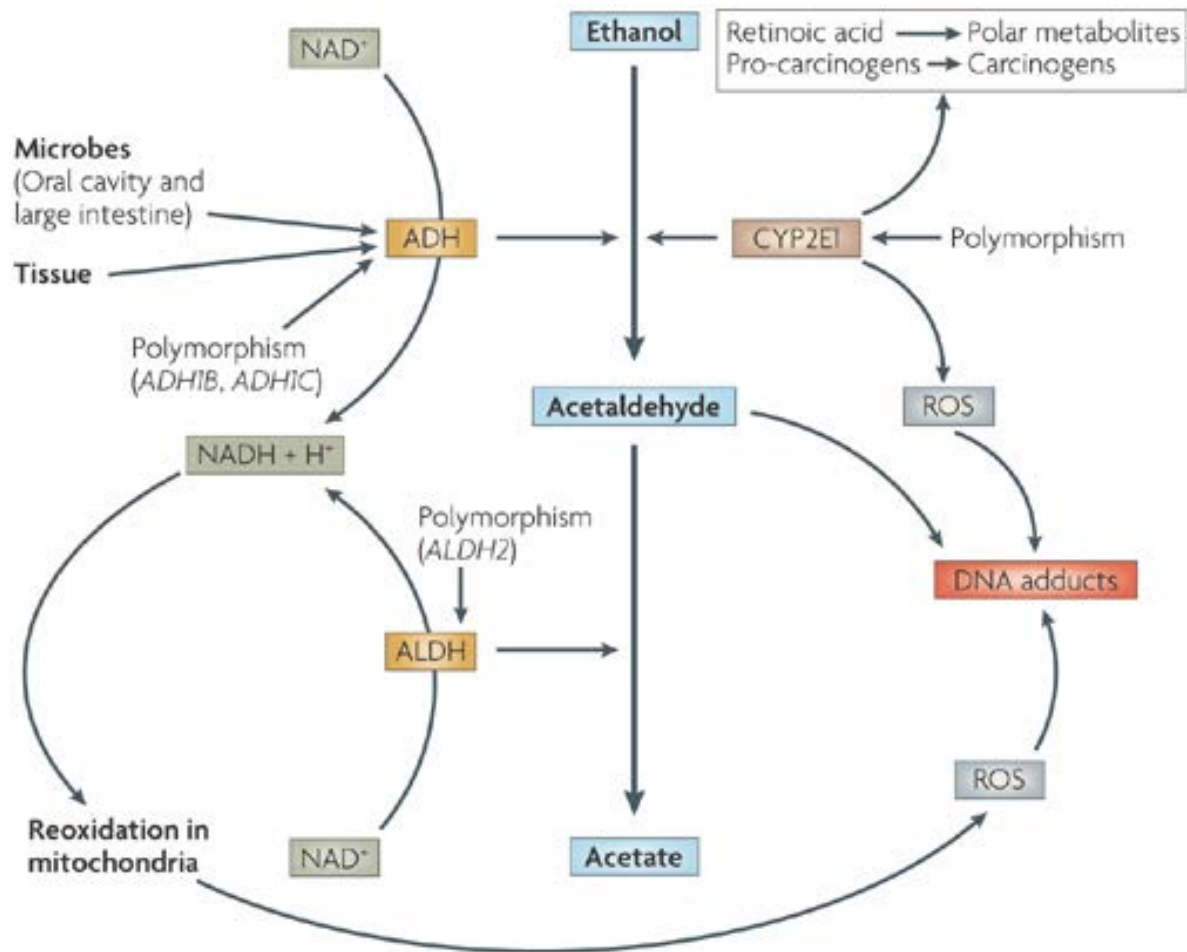 NAD⁺
Ethanol
Retinoic acid → Polar metabolites
Pro-carcinogens → Carcinogens
Microbes
(Oral cavity and
large intestine)
ADH
CYP2E1
Polymorphism
Tissue
Polymorphism
(ADH1B, ADH1C)
Acetaldehyde
ROS
NADH + H⁺
Polymorphism
(ALDH2)
DNA adducts
ALDH
ROS
Reoxidation in
mitochondria
NAD⁺
Acetate